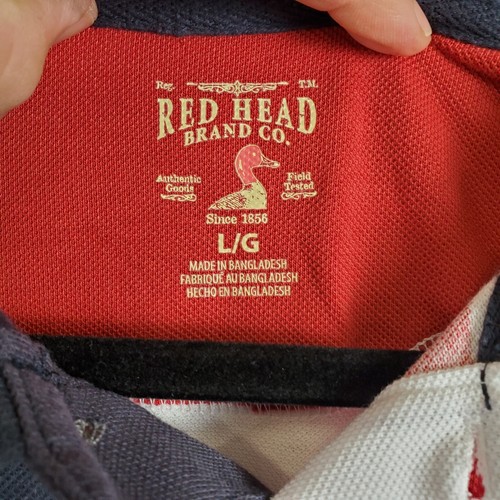 Reg. T.M.
RED HEAD
BRAND CO.
Authentic Goods
Field Tested
Since 1856
L/G
MADE IN BANGLADESH
FABRIQUÉ AU BANGLADESH
HECHO EN BANGLADESH